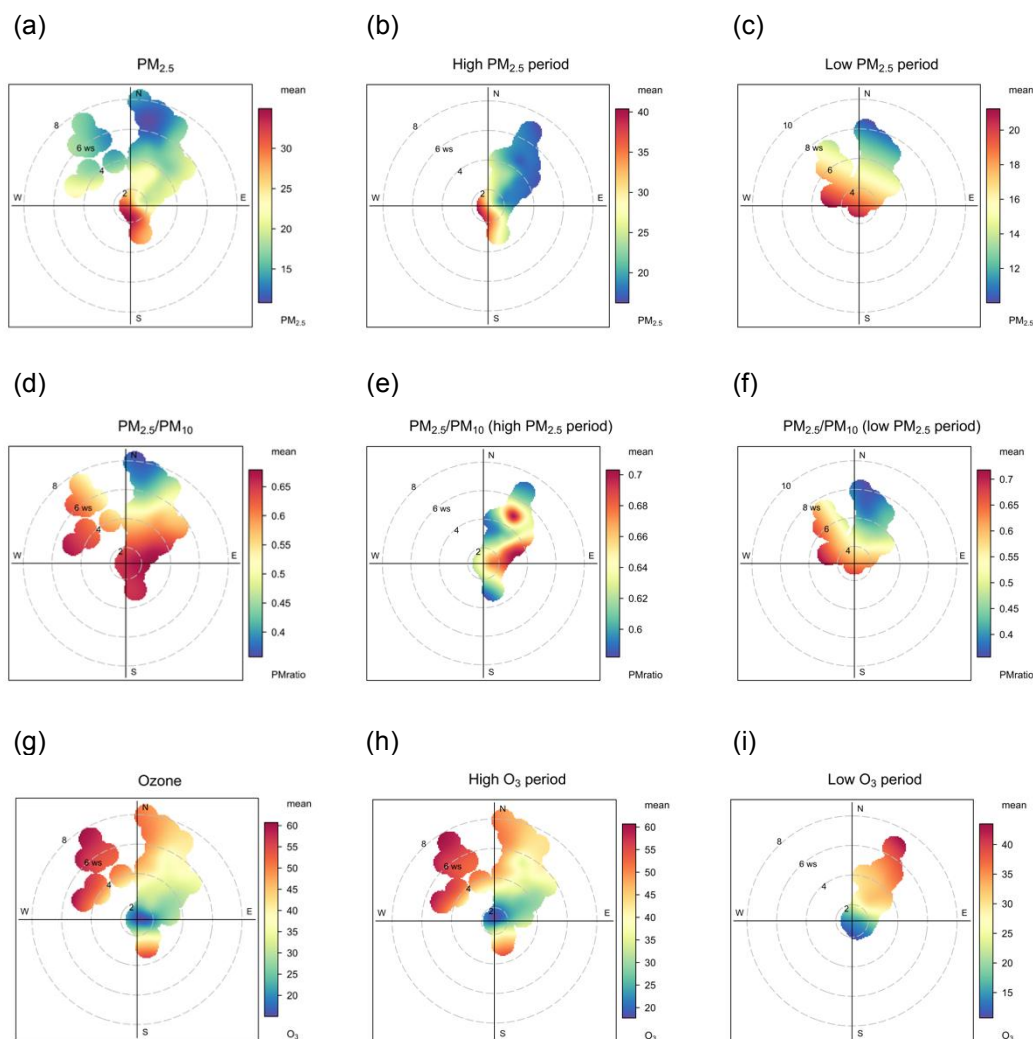 (a)
PM2.5
mean
N
8
6 ws
4
2
W
E
S
30
25
20
15
PM2.5
(b)
High PM2.5 period
mean
N
8
6 ws
4
2
W
E
S
40
35
30
25
20
PM2.5
(c)
Low PM2.5 period
mean
N
10
8 ws
6
4
W
E
S
20
18
16
14
12
PM2.5
(d)
PM2.5/PM10
mean
N
8
6 ws
4
2
W
E
S
0.65
0.6
0.55
0.5
0.45
0.4
PMratio
(e)
PM2.5/PM10 (high PM2.5 period)
mean
N
8
6 ws
4
2
W
E
S
0.7
0.68
0.66
0.64
0.62
0.6
PMratio
(f)
PM2.5/PM10 (low PM2.5 period)
mean
N
10
8 ws
6
4
W
E
S
0.7
0.65
0.6
0.55
0.5
0.45
0.4
PMratio
(g)
Ozone
mean
N
8
6 ws
4
2
W
E
S
60
55
50
45
40
35
30
25
20
O3
(h)
High O3 period
mean
N
8
6 ws
4
2
W
E
S
60
55
50
45
40
35
30
25
20
O3
(i)
Low O3 period
mean
N
8
6 ws
4
2
W
E
S
40
35
30
25
20
15
O3